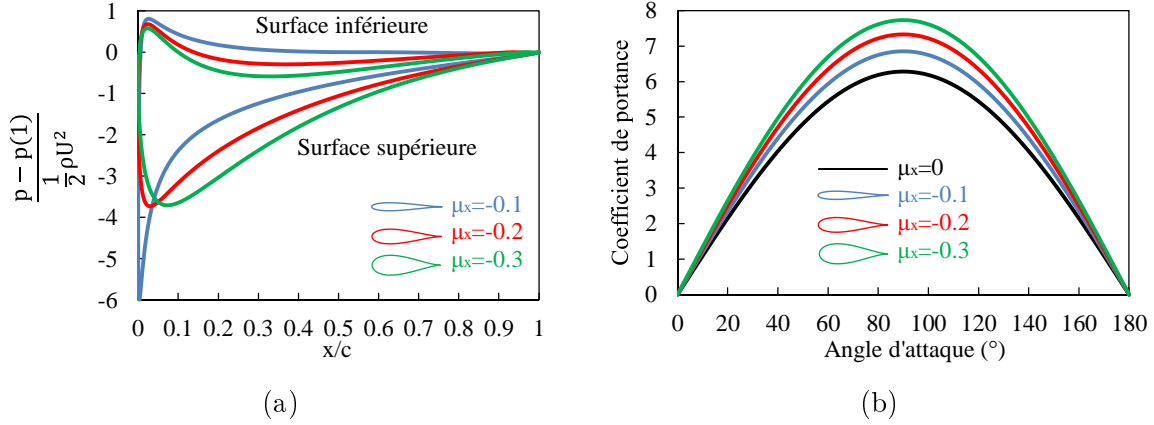 1
0
-1
-2
-3
-4
-5
-6
p − p(1)
1
2
ρU²
Surface inférieure
Surface supérieure
μx=-0.1
μx=-0.2
μx=-0.3
0 0.1 0.2 0.3 0.4 0.5 0.6 0.7 0.8 0.9 1
x/c
(a)
8
7
6
5
4
3
2
1
0
Coefficient de portance
μx=0
μx=-0.1
μx=-0.2
μx=-0.3
0 20 40 60 80 100 120 140 160 180
Angle d'attaque (°)
(b)